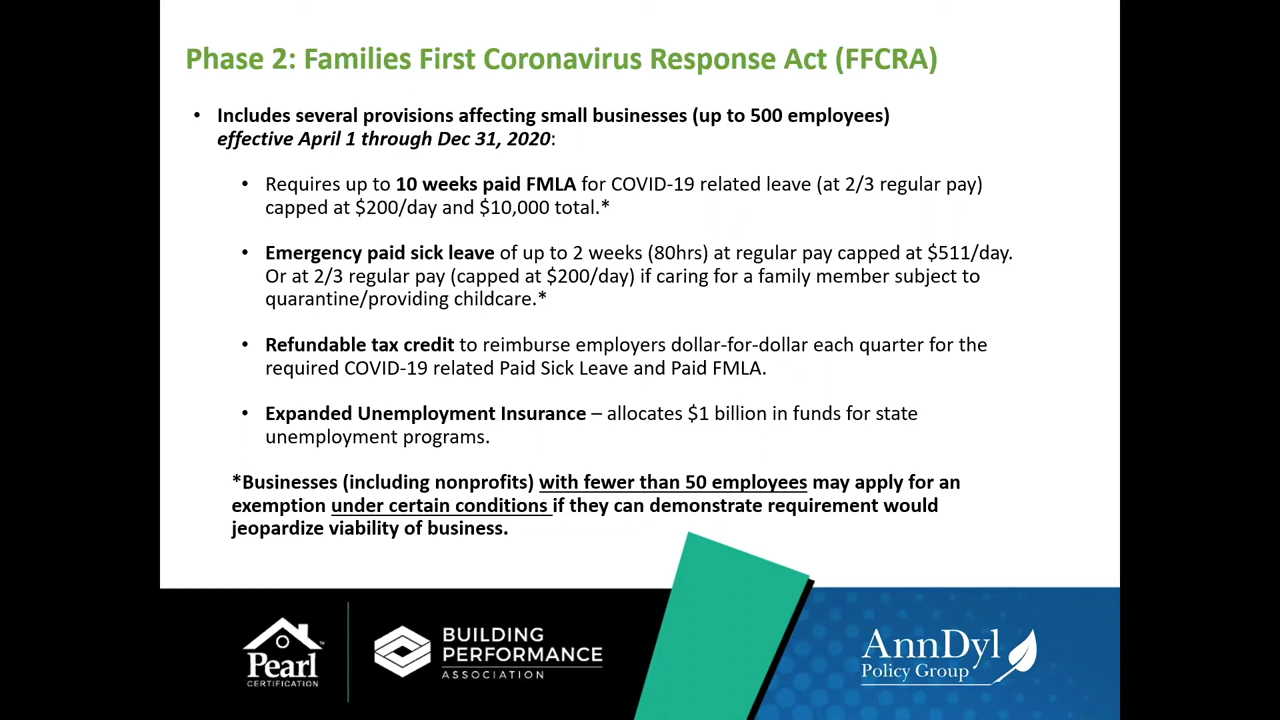 Phase 2: Families First Coronavirus Response Act (FFCRA)
• Includes several provisions affecting small businesses (up to 500 employees)
effective April 1 through Dec 31, 2020:
• Requires up to 10 weeks paid FMLA for COVID-19 related leave (at 2/3 regular pay)
capped at $200/day and $10,000 total.*
• Emergency paid sick leave of up to 2 weeks (80hrs) at regular pay capped at $511/day.
Or at 2/3 regular pay (capped at $200/day) if caring for a family member subject to
quarantine/providing childcare.*
• Refundable tax credit to reimburse employers dollar-for-dollar each quarter for the
required COVID-19 related Paid Sick Leave and Paid FMLA.
• Expanded Unemployment Insurance – allocates $1 billion in funds for state
unemployment programs.
*Businesses (including nonprofits) with fewer than 50 employees may apply for an
exemption under certain conditions if they can demonstrate requirement would
jeopardize viability of business.
Pearl
CERTIFICATION
BUILDING
PERFORMANCE
ASSOCIATION
AnnDyl
Policy Group